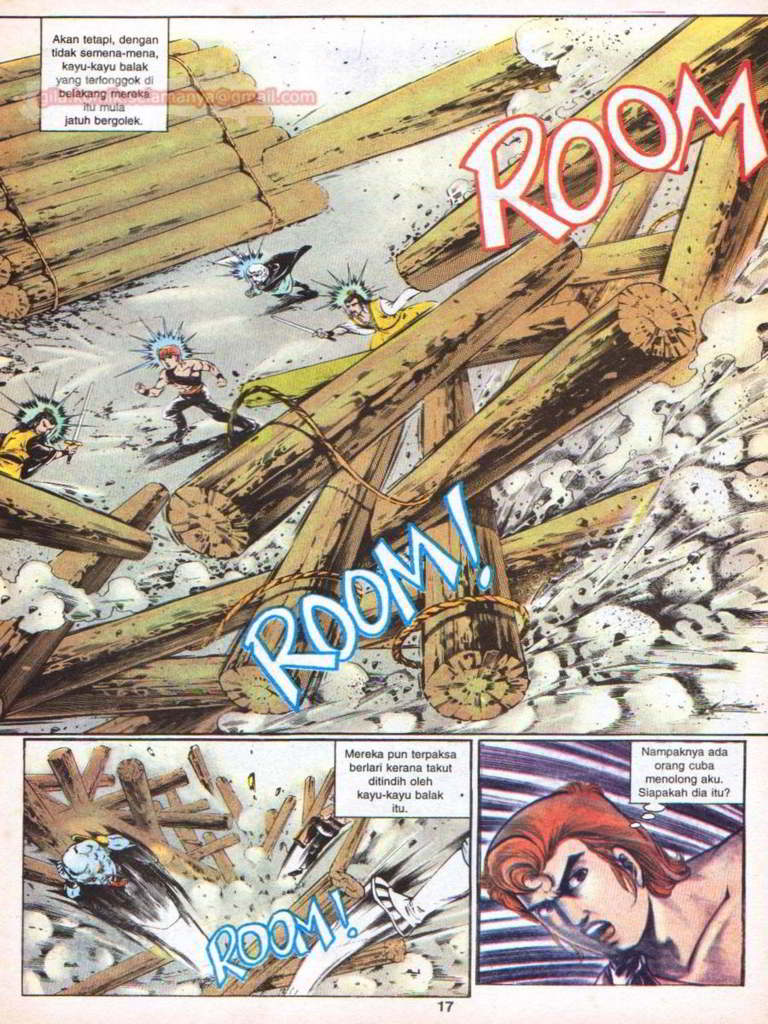 Akan tetapi, dengan
tidak semena-mena,
kayu-kayu balak
yang terlonggok di
belakang mereka
itu mula
jatuh bergolek.
ROOM
ROOM!
Mereka pun terpaksa
berlari kerana takut
ditindih oleh
kayu-kayu balak
itu.
ROOM!
Nampaknya ada
orang cuba
menolong aku.
Siapakah dia itu?
17